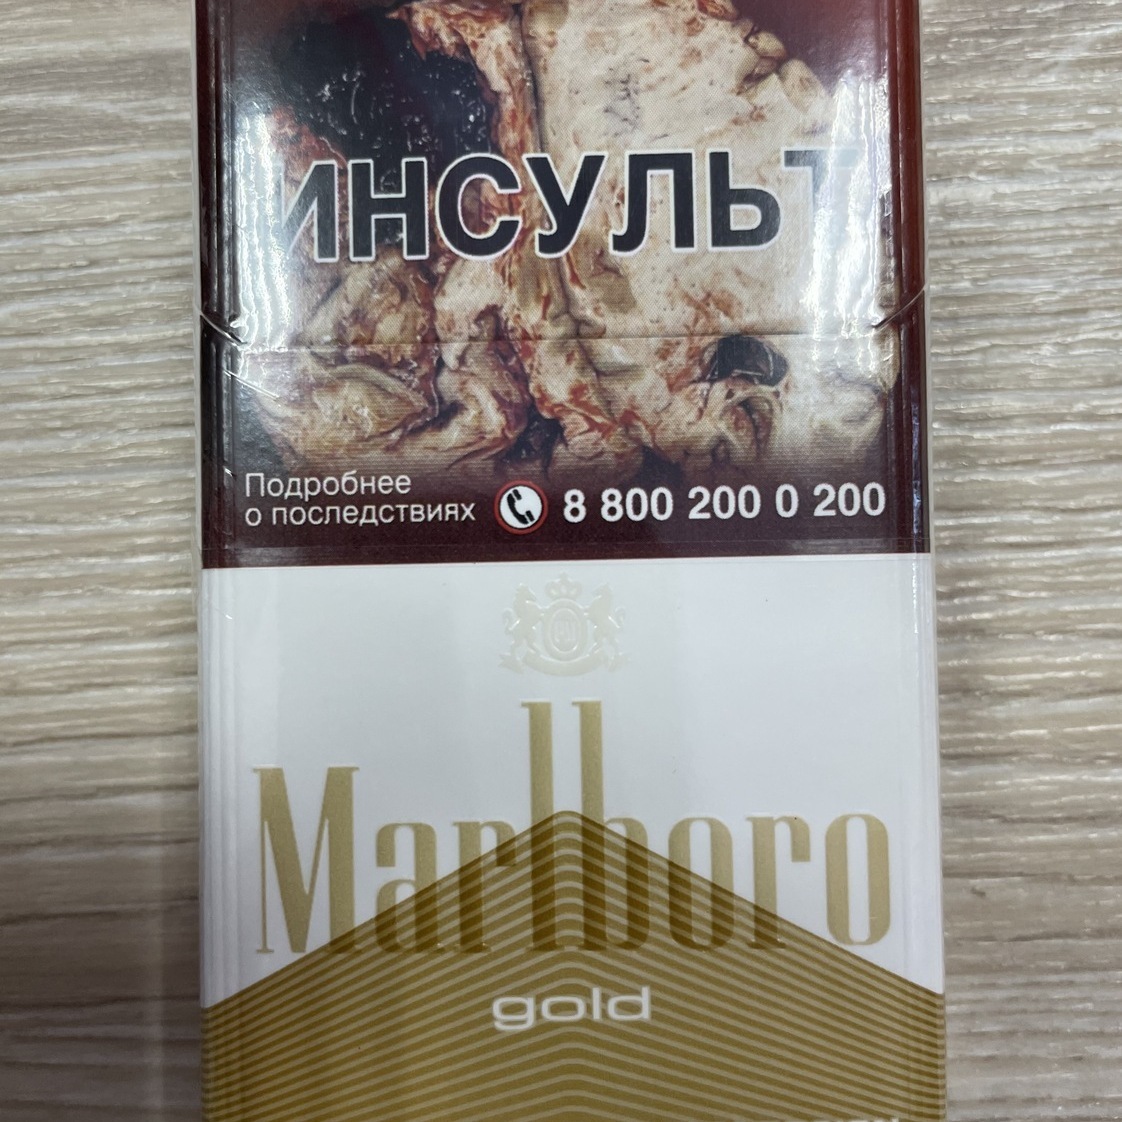 ИНСУЛЬТ
Подробнее
о последствиях 8 800 200 0 200
Marlboro
gold